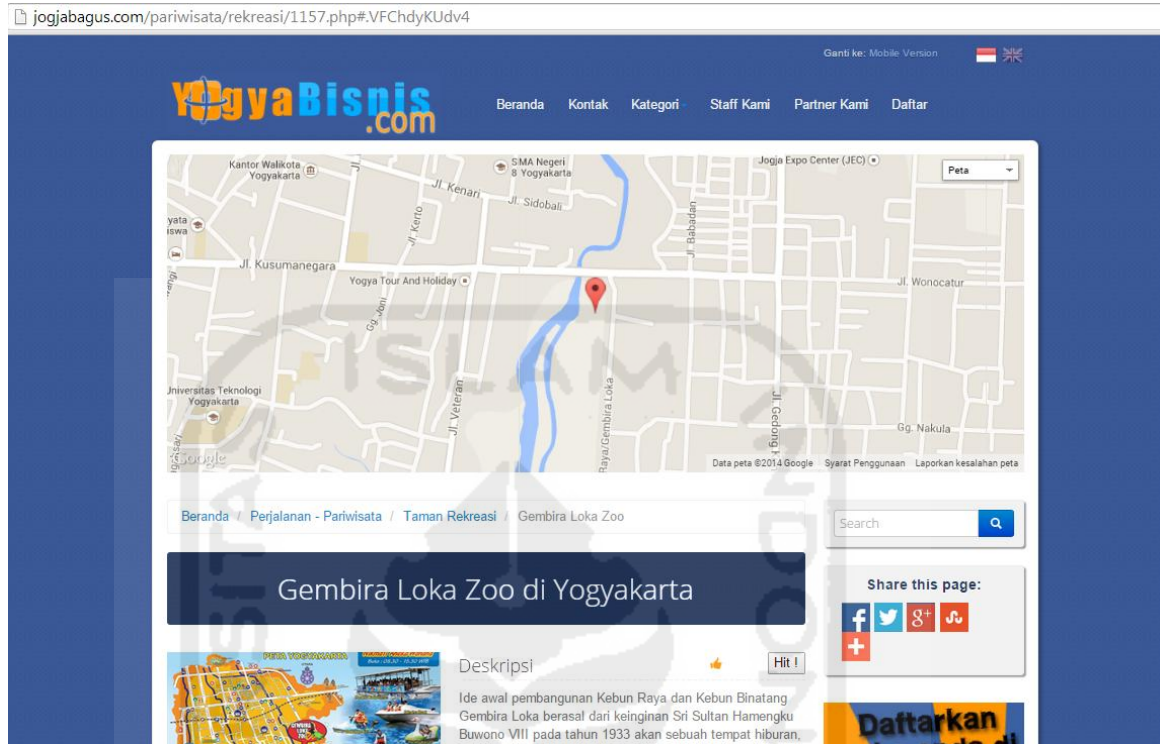 jogjabagus.com/pariwisata/rekreasi/1157.php#.VFChdyKUdv4
Ganti ke: Mobile Version
YogyaBisnis
.com
Beranda Kontak Kategori Staff Kami Partner Kami Daftar
Kantor Walikota
Yogyakarta
SMA Negeri
8 Yogyakarta
Jogja Expo Center (JEC)
Peta
Jl. Kenari
Jl. Sidobali
Jl. Kerto
Jl. Babadan
yata
iswa
Jl. Kusumanegara
Yogya Tour And Holiday
Jl. Wonocatur
Gg. Joni
ISLAM
Universitas Teknologi
Yogyakarta
Jl. Veteran
Raya/Gembira Loka
Jl. Gedong
Gg. Nakula
Google
Data peta ©2014 Google Syarat Penggunaan Laporkan kesalahan peta
Beranda / Perjalanan - Pariwisata / Taman Rekreasi / Gembira Loka Zoo
Search
Gembira Loka Zoo di Yogyakarta
Share this page:
SITAS
PETA YOGYAKARTA
Deskripsi
Hit !
Ide awal pembangunan Kebun Raya dan Kebun Binatang
Gembira Loka berasal dari keinginan Sri Sultan Hamengku
Buwono VIII pada tahun 1933 akan sebuah tempat hiburan,
Daftarkan